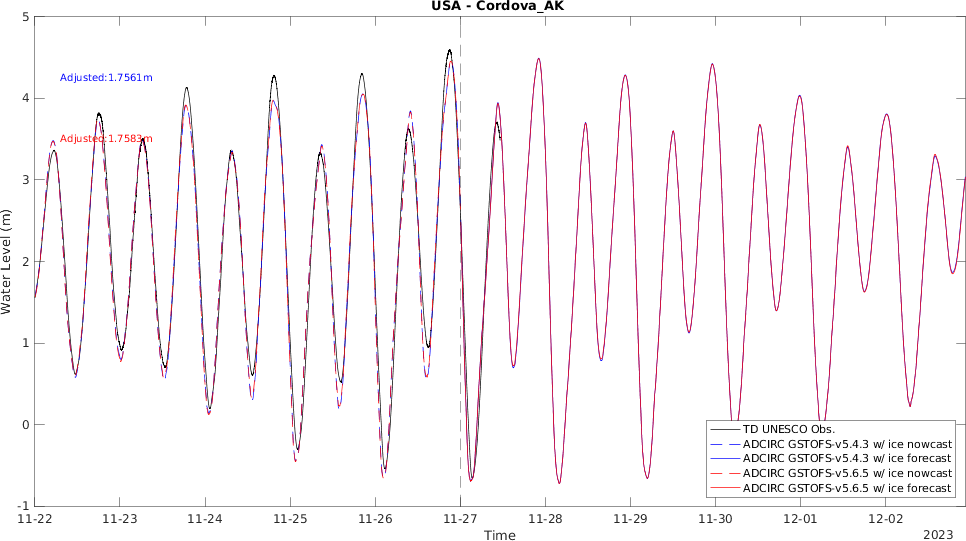 USA - Cordova_AK
5
4
3
2
1
0
-1
Water Level (m)
Adjusted:1.7561m
Adjusted:1.7583m
TD UNESCO Obs.
ADCIRC GSTOFS-v5.4.3 w/ ice nowcast
ADCIRC GSTOFS-v5.4.3 w/ ice forecast
ADCIRC GSTOFS-v5.6.5 w/ ice nowcast
ADCIRC GSTOFS-v5.6.5 w/ ice forecast
11-22 11-23 11-24 11-25 11-26 11-27 11-28 11-29 11-30 12-01 12-02
Time
2023